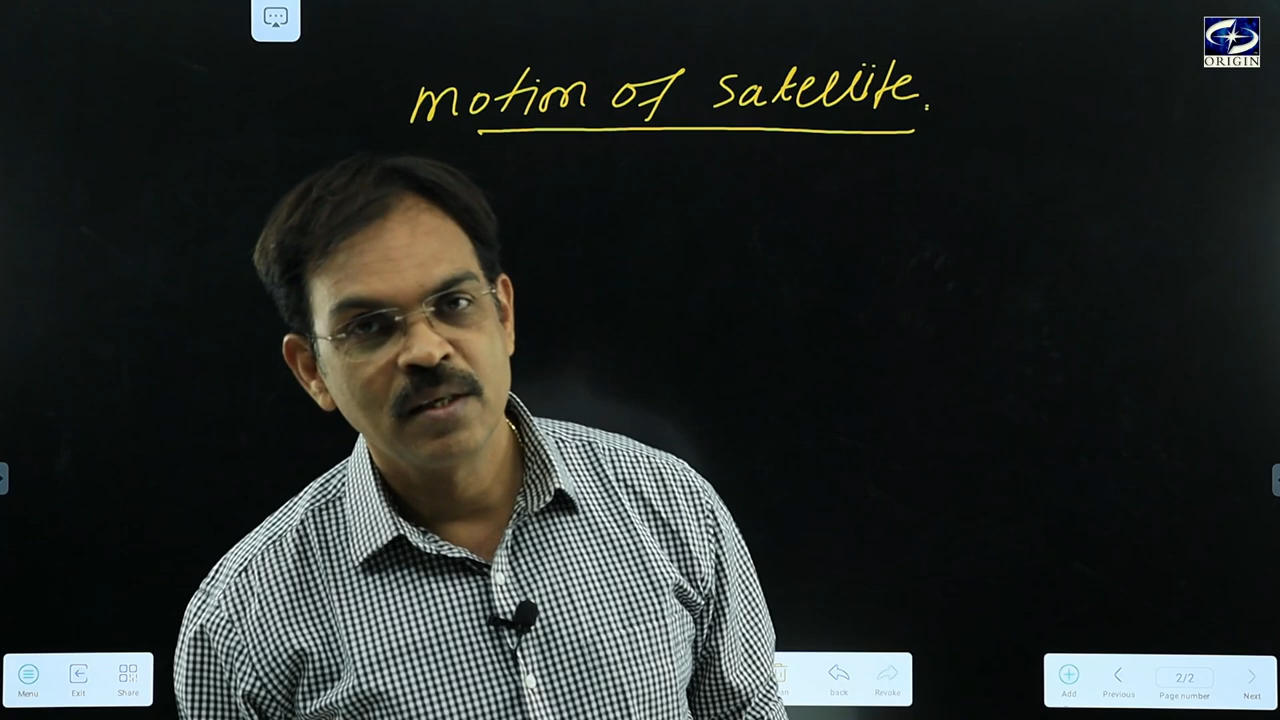 ORIGIN
motion of satellite.
Menu
Exit
Share
back
Revoke
Add
Previous
2/2
Page number
Next